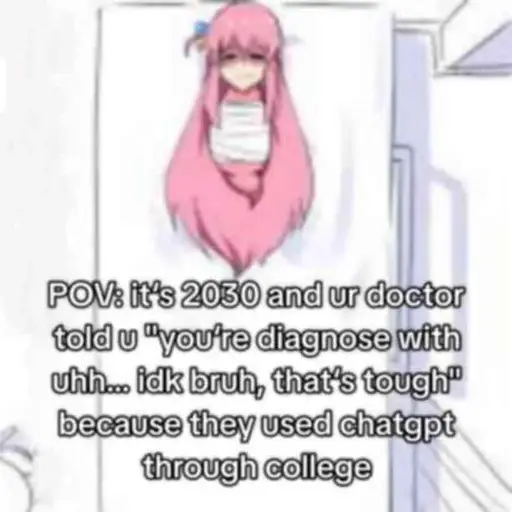 POV: it's 2030 and ur doctor
told u "you're diagnose with
uhh... idk bruh, that's tough"
because they used chatgpt
through college